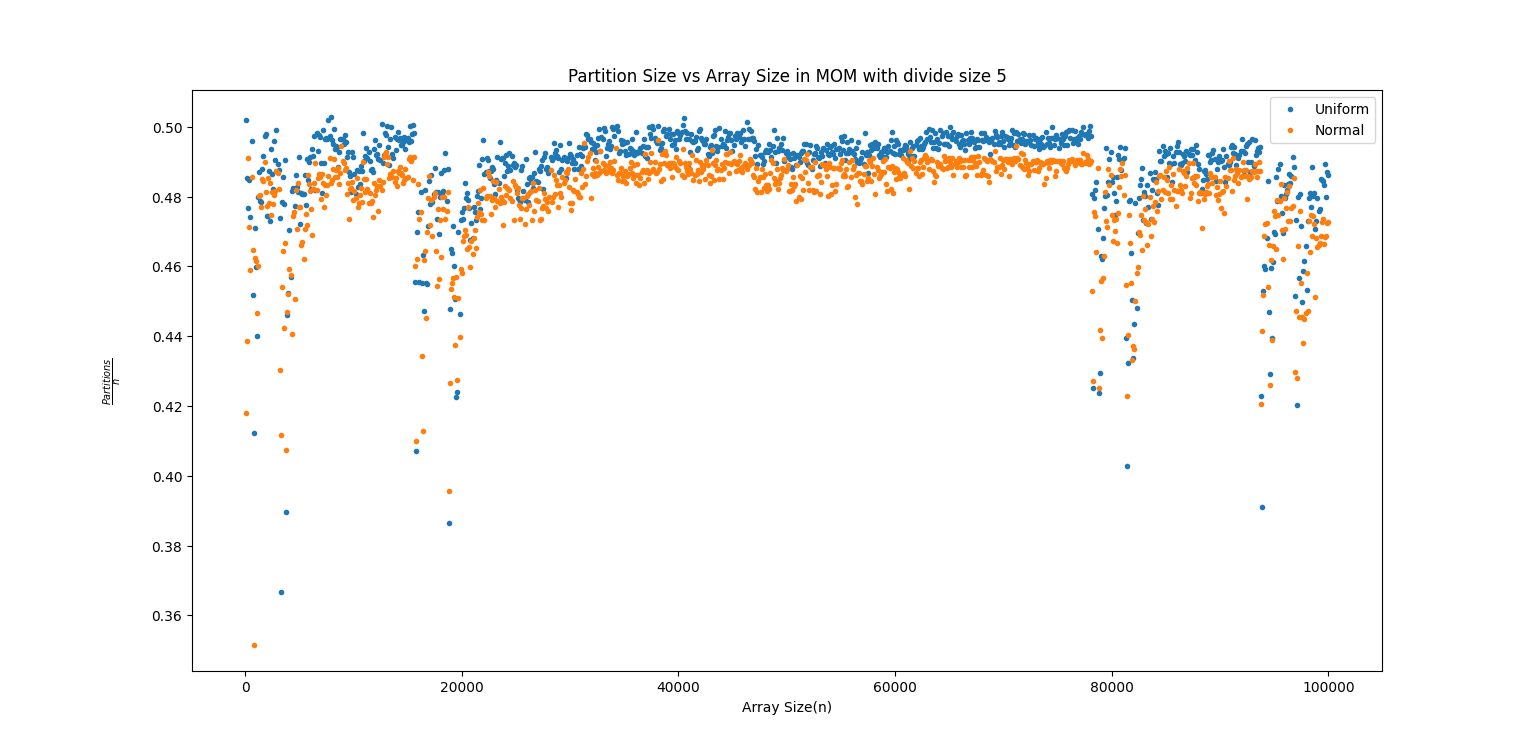 Partition Size vs Array Size in MOM with divide size 5
Uniform
Normal
0.50
0.48
0.46
0.44
0.42
0.40
0.38
0.36
Partitions
n
0 20000 40000 60000 80000 100000
Array Size(n)